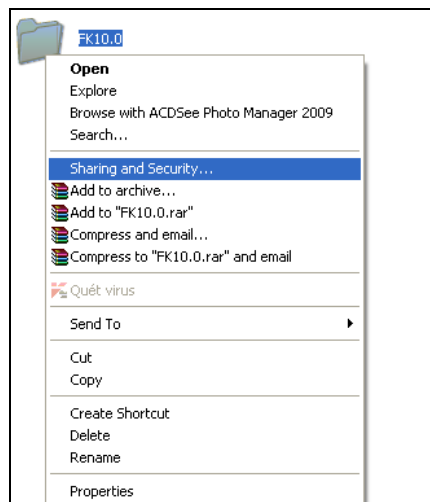 FK10.0
Open
Explore
Browse with ACDSee Photo Manager 2009
Search...
Sharing and Security...
Add to archive...
Add to "FK10.0.rar"
Compress and email...
Compress to "FK10.0.rar" and email
Quét virus
Send To
Cut
Copy
Create Shortcut
Delete
Rename
Properties